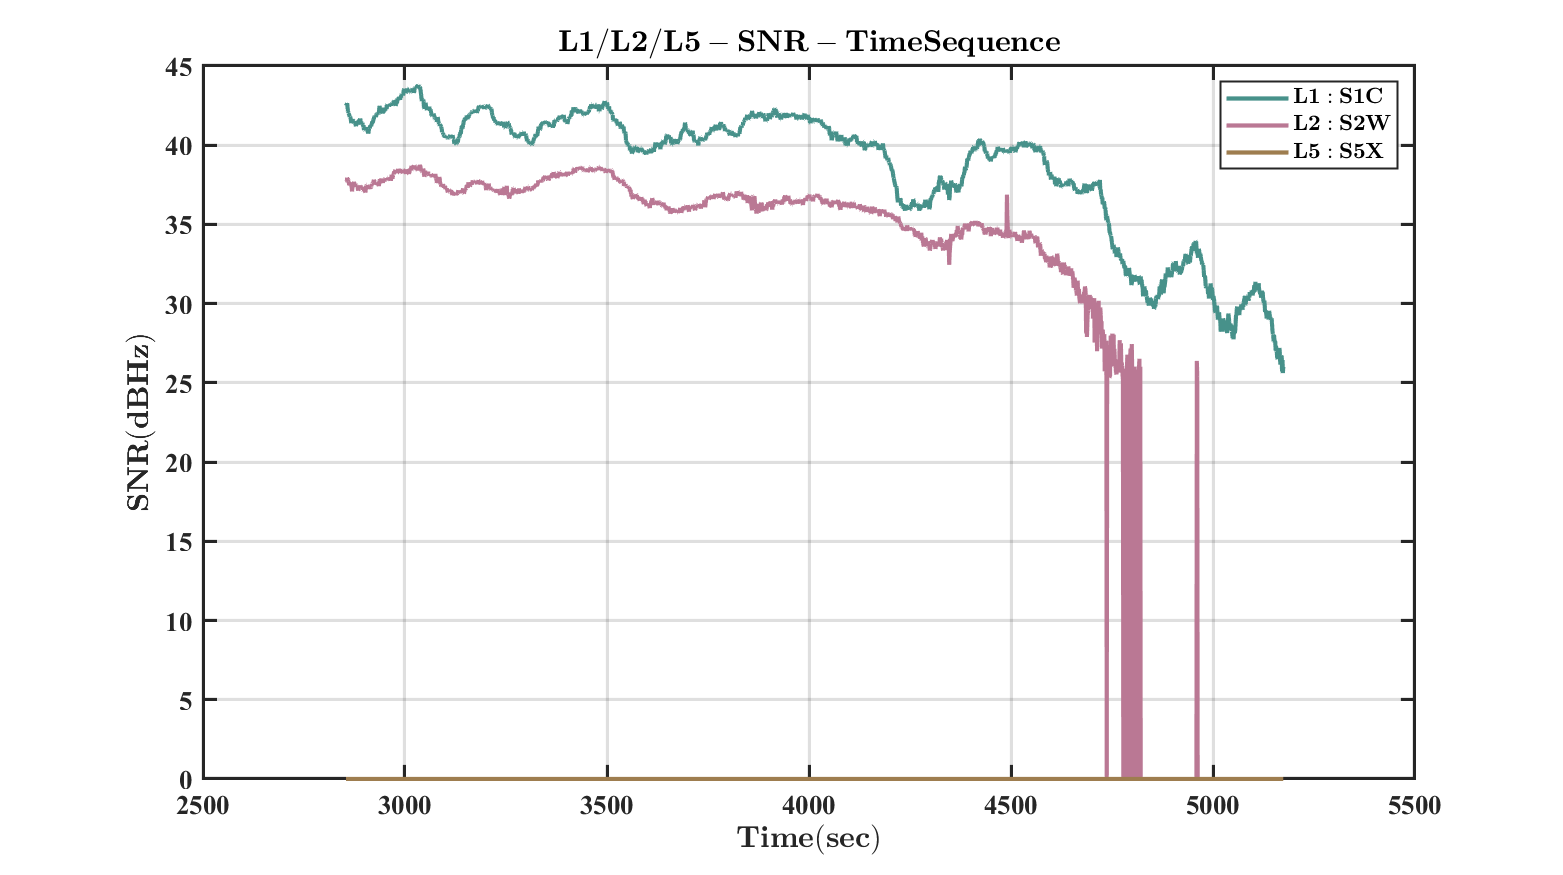 L1/L2/L5 – SNR – TimeSequence
45
40
35
30
25
20
15
10
5
0
SNR(dBHz)
L1 : S1C
L2 : S2W
L5 : S5X
2500 3000 3500 4000 4500 5000 5500
Time(sec)